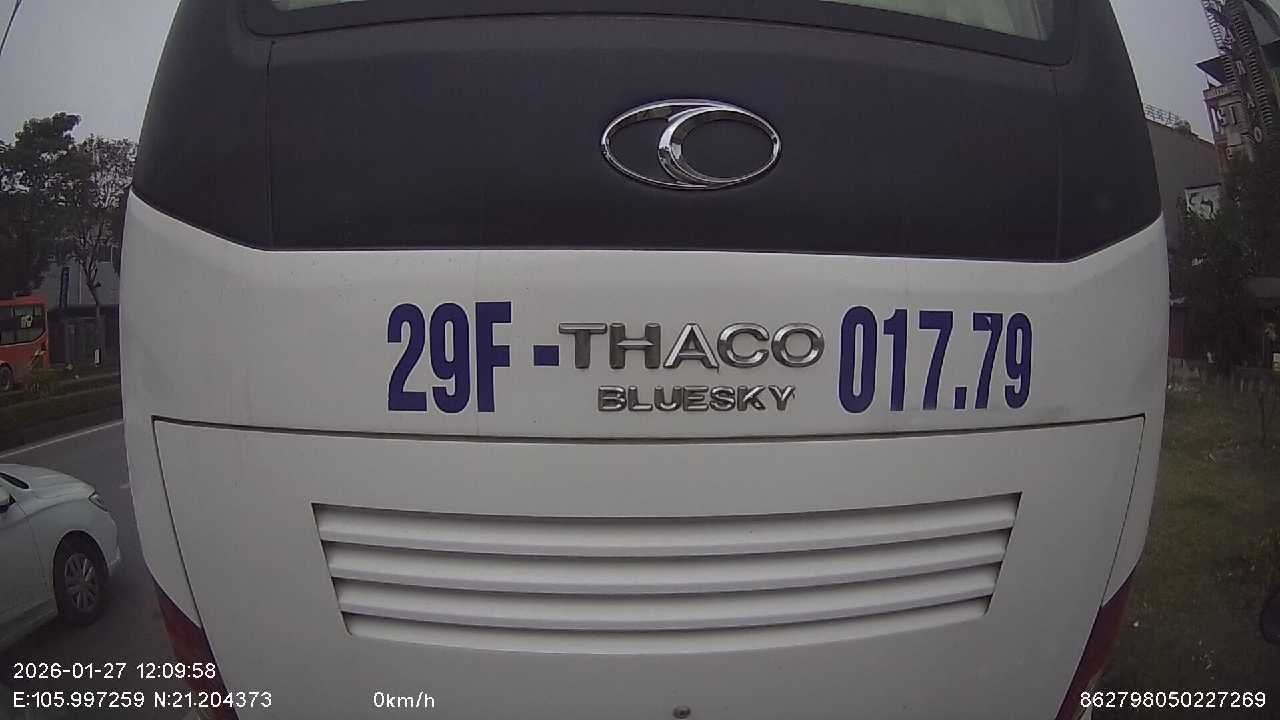 29F - THACO 017.79
BLUESKY
2026-01-27 12:09:58
E:105.997259 N:21.204373 0km/h 862798050227269